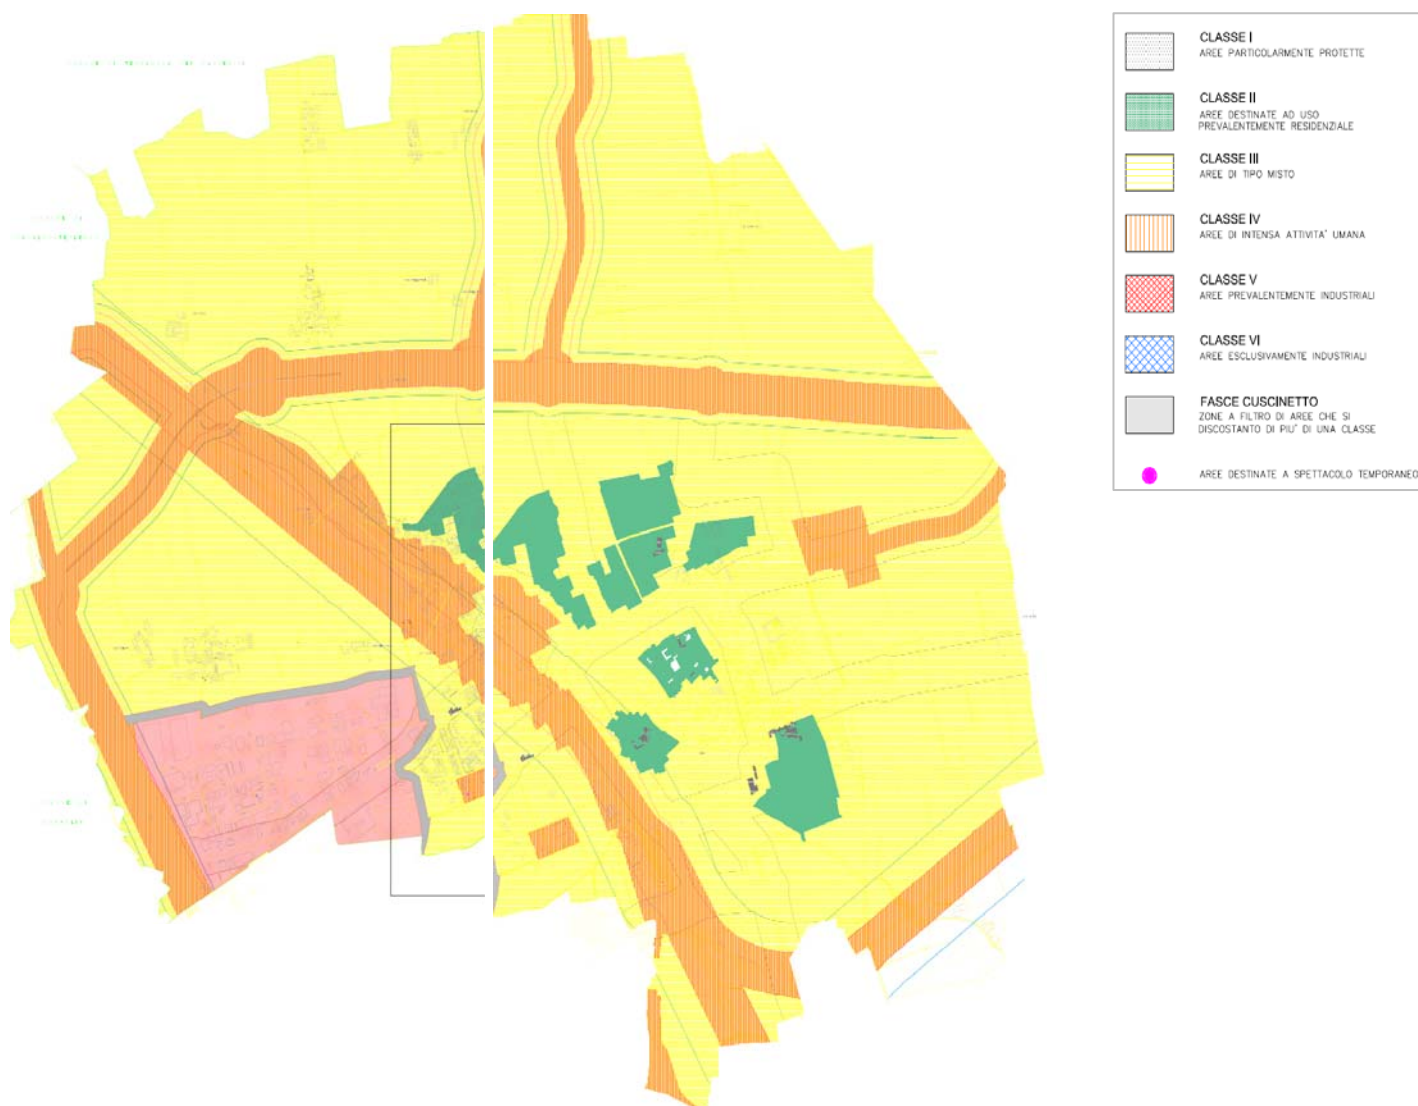 CLASSE I
AREE PARTICOLARMENTE PROTETTE
CLASSE II
AREE DESTINATE AD USO
PREVALENTEMENTE RESIDENZIALE
CLASSE III
AREE DI TIPO MISTO
CLASSE IV
AREE DI INTENSA ATTIVITA' UMANA
CLASSE V
AREE PREVALENTEMENTE INDUSTRIALI
CLASSE VI
AREE ESCLUSIVAMENTE INDUSTRIALI
FASCE CUSCINETTO
ZONE A FILTRO DI AREE CHE SI
DISCOSTANTO DI PIU' DI UNA CLASSE
AREE DESTINATE A SPETTACOLO TEMPORANEO